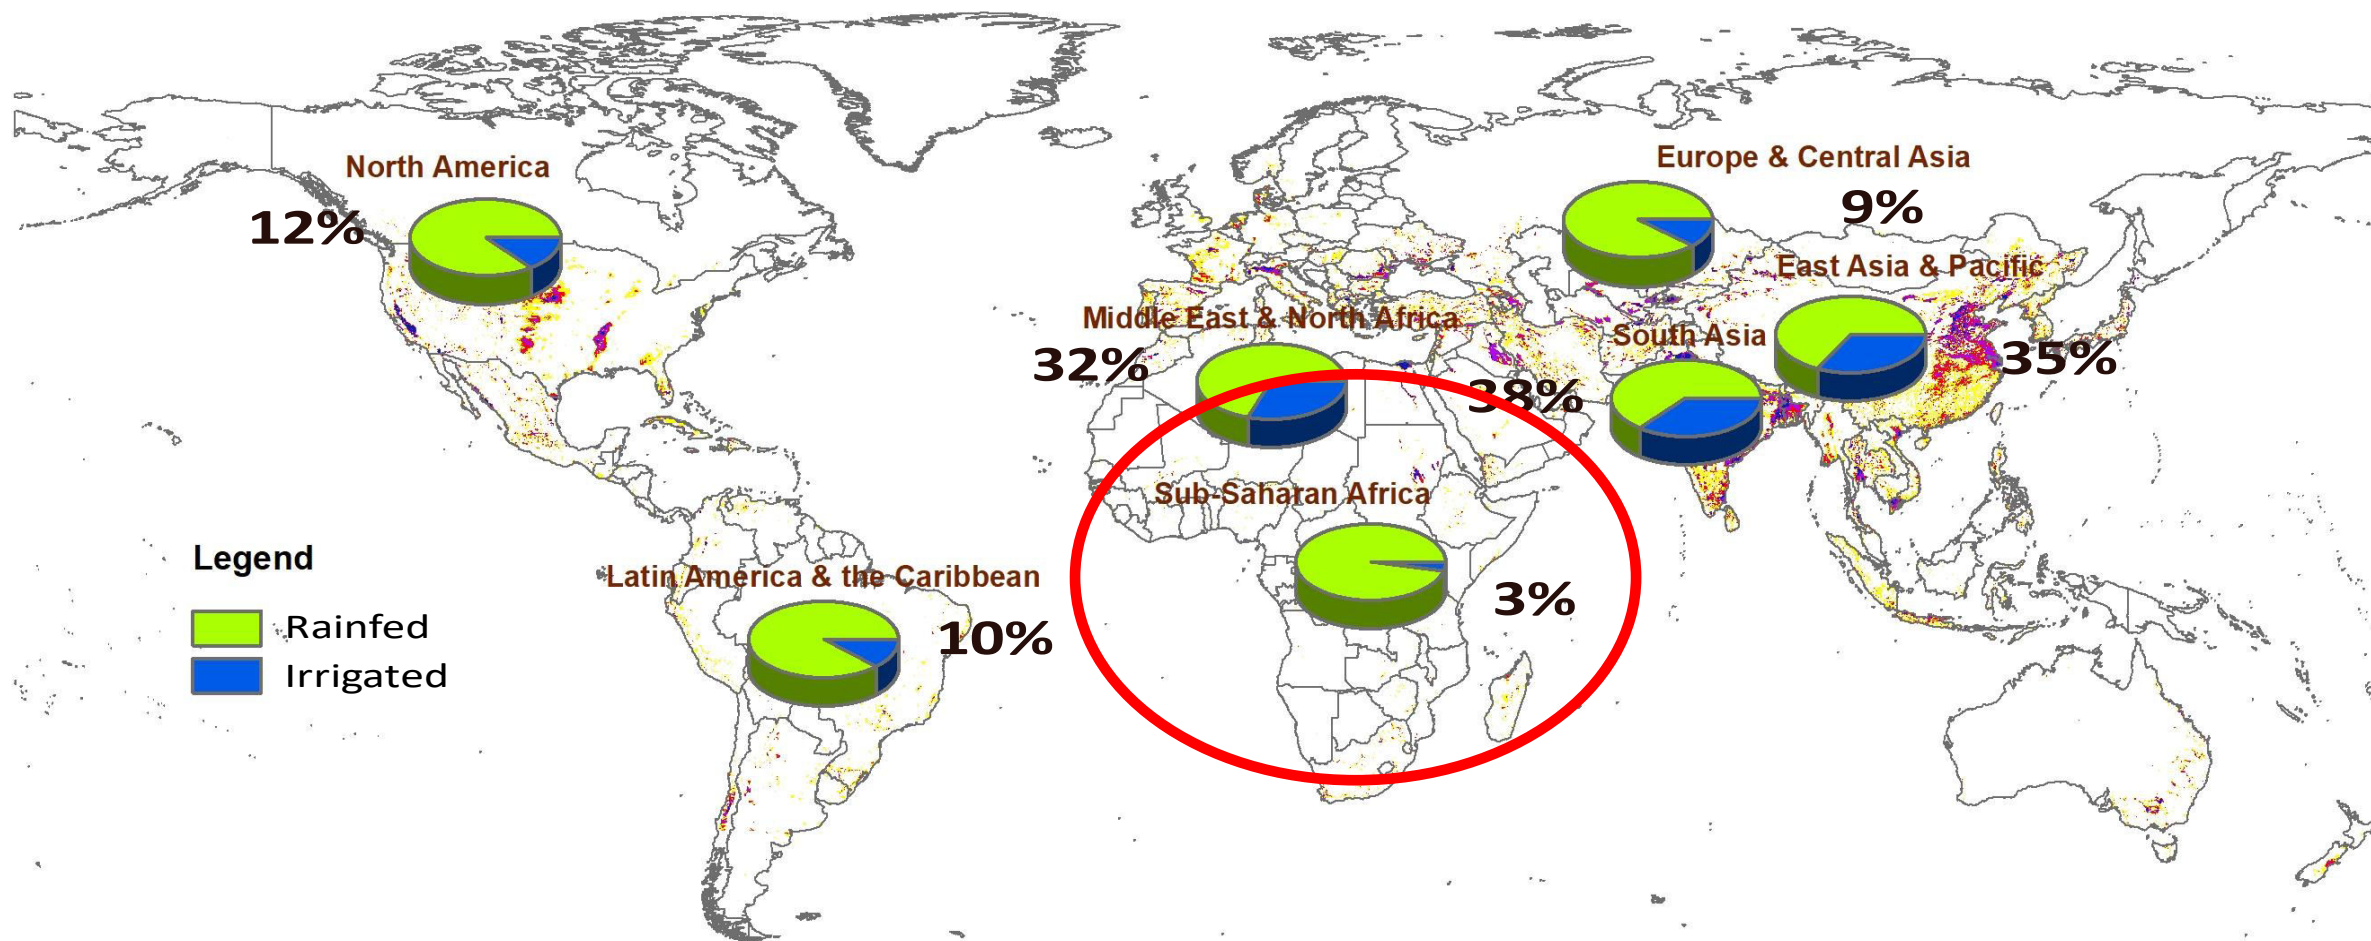 North America
12%
Europe & Central Asia
9%
East Asia & Pacific
35%
Middle East & North Africa
32%
South Asia
38%
Sub-Saharan Africa
3%
Latin America & the Caribbean
10%
Legend
Rainfed
Irrigated